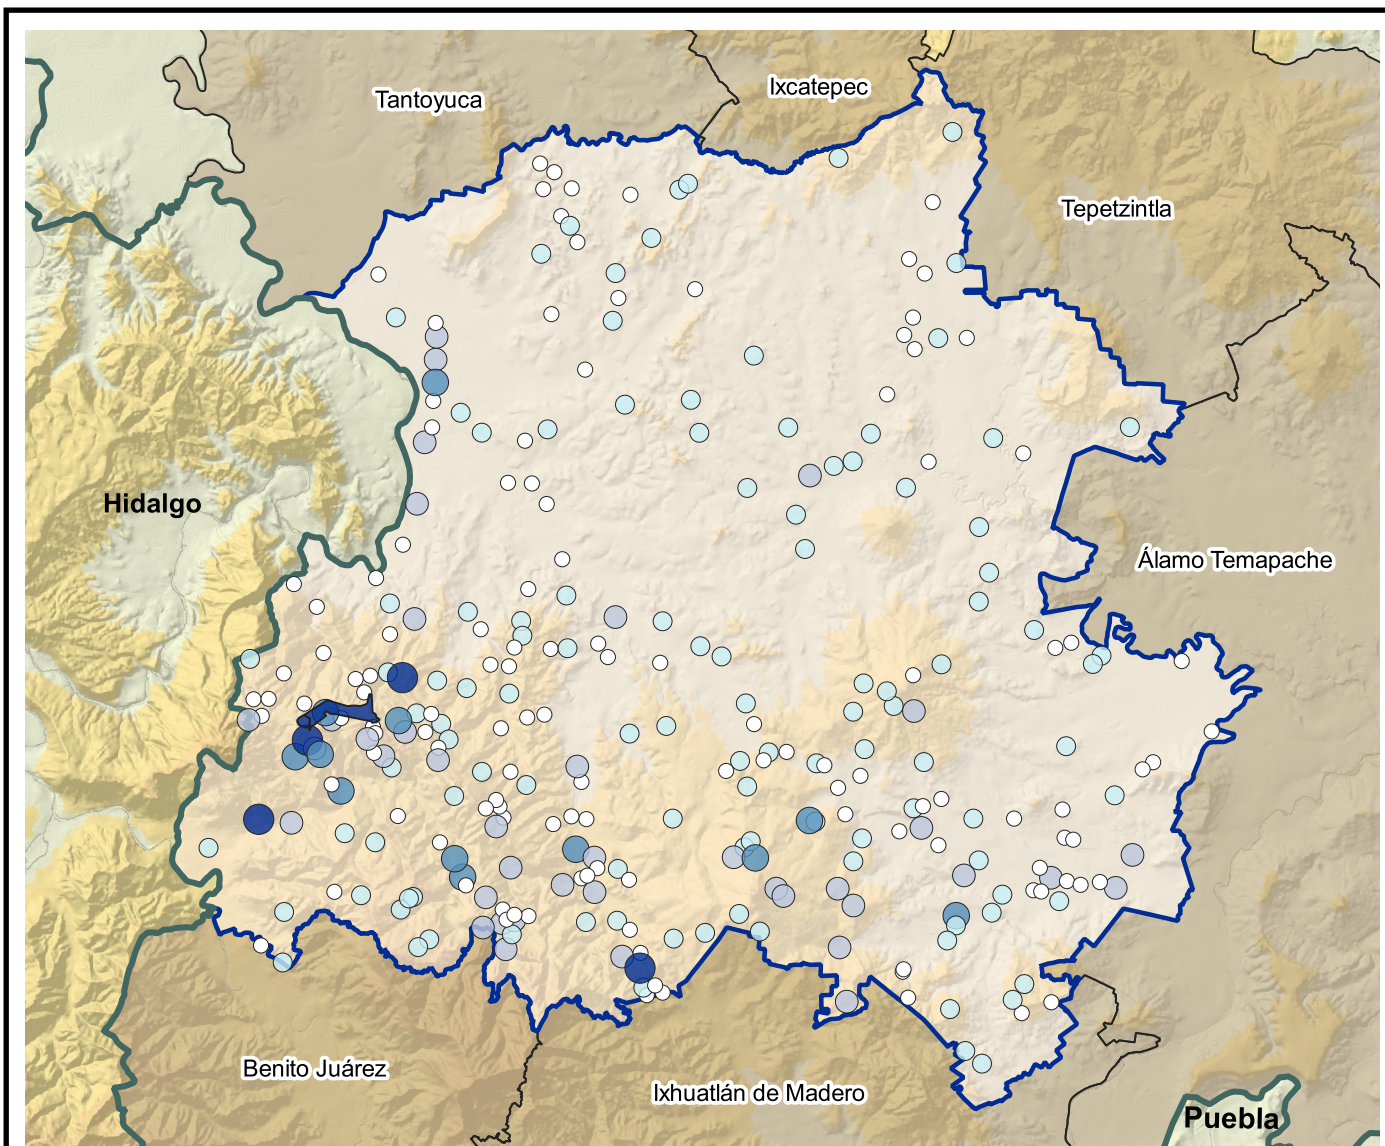 Ixcatepec
Tantoyuca
Tepetzintla
Hidalgo
Álamo Temapache
Benito Juárez
Ixhuatlán de Madero
Puebla